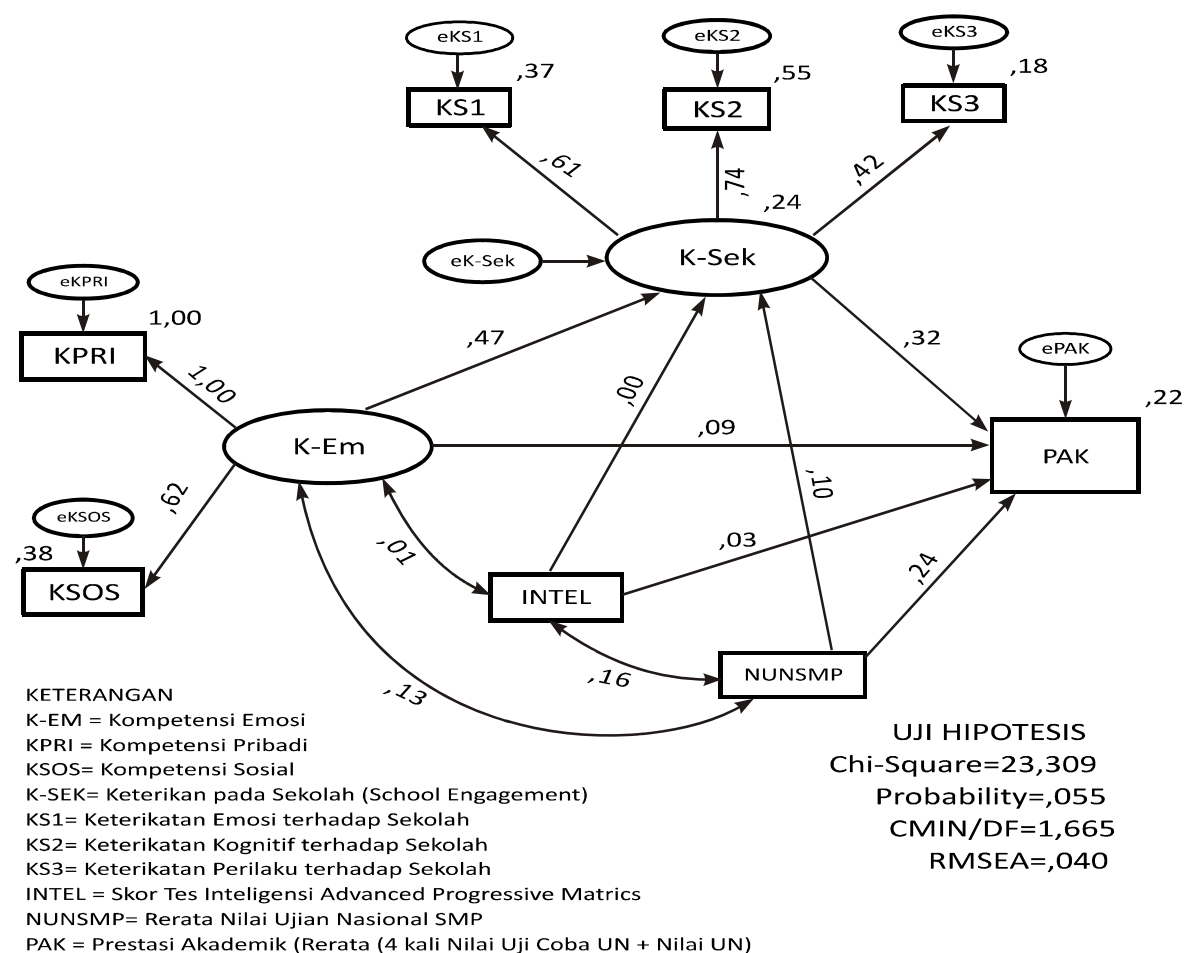 eKS1
eKS2
eKS3
,37
,55
,18
KS1
KS2
KS3
,61
,74
,42
,24
eK-Sek
K-Sek
eKPRI
1,00
KPRI
1,00
,47
,00
,32
ePAK
,22
K-Em
,09
PAK
,62
eKSOS
,38
KSOS
,01
,10
,03
,24
INTEL
,16
NUNSMP
,13
KETERANGAN
K-EM = Kompetensi Emosi
KPRI = Kompetensi Pribadi
KSOS= Kompetensi Sosial
K-SEK= Keterikan pada Sekolah (School Engagement)
KS1= Keterikatan Emosi terhadap Sekolah
KS2= Keterikatan Kognitif terhadap Sekolah
KS3= Keterikatan Perilaku terhadap Sekolah
INTEL = Skor Tes Inteligensi Advanced Progressive Matrics
NUNSMP= Rerata Nilai Ujian Nasional SMP
PAK = Prestasi Akademik (Rerata (4 kali Nilai Uji Coba UN + Nilai UN)
UJI HIPOTESIS
Chi-Square=23,309
Probability=,055
CMIN/DF=1,665
RMSEA=,040